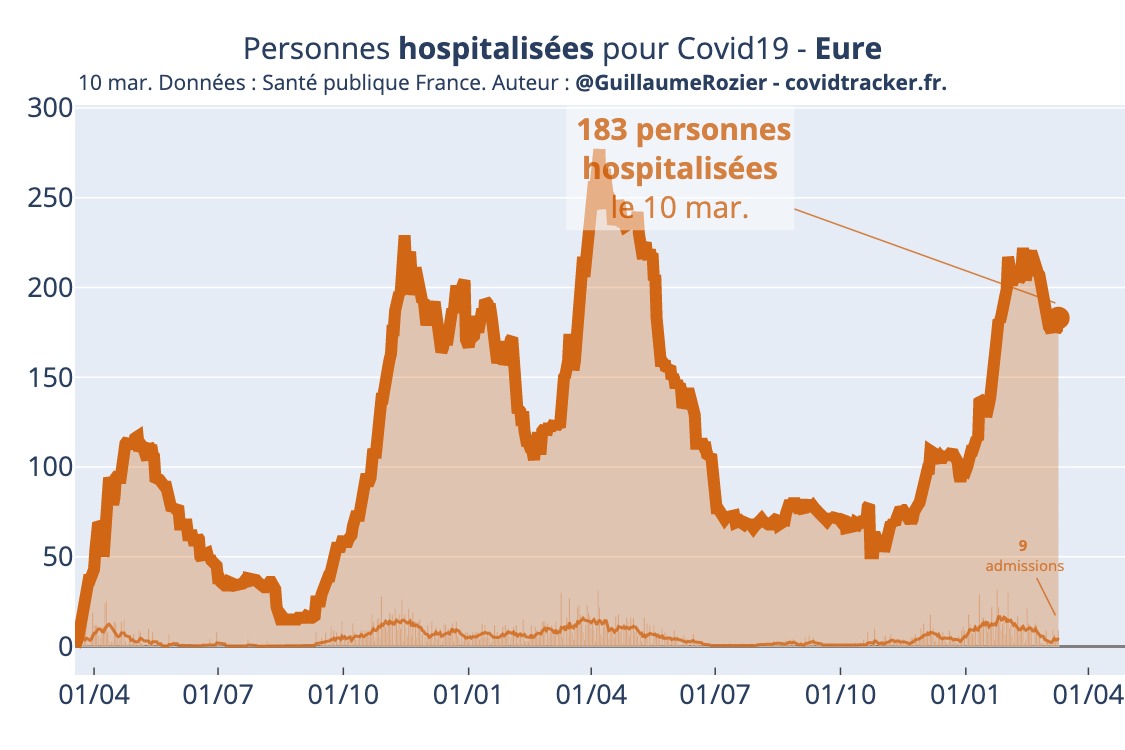 Personnes hospitalisées pour Covid19 - Eure
10 mar. Données : Santé publique France. Auteur : @GuillaumeRozier - covidtracker.fr.
300
250
200
150
100
50
0
183 personnes
hospitalisées
le 10 mar.
9
admissions
01/04 01/07 01/10 01/01 01/04 01/07 01/10 01/01 01/04